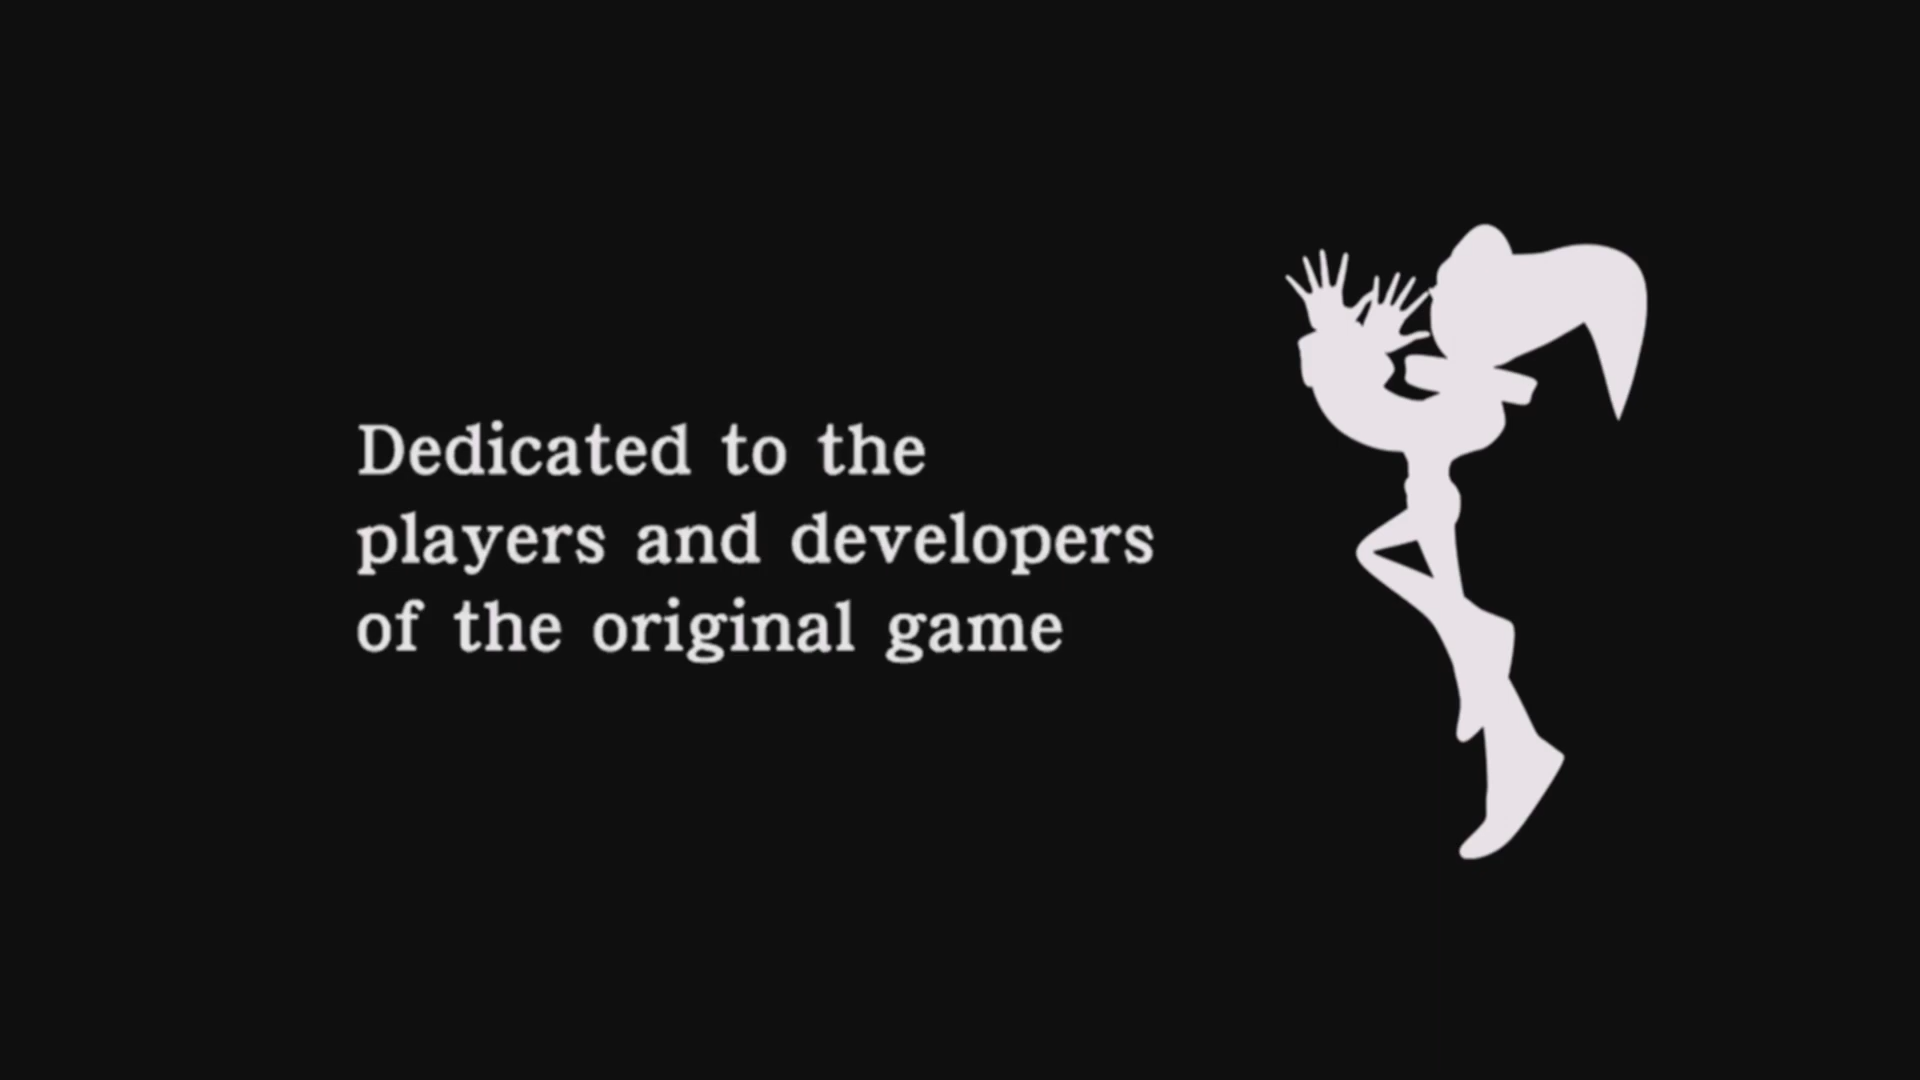 Dedicated to the
players and developers
of the original game